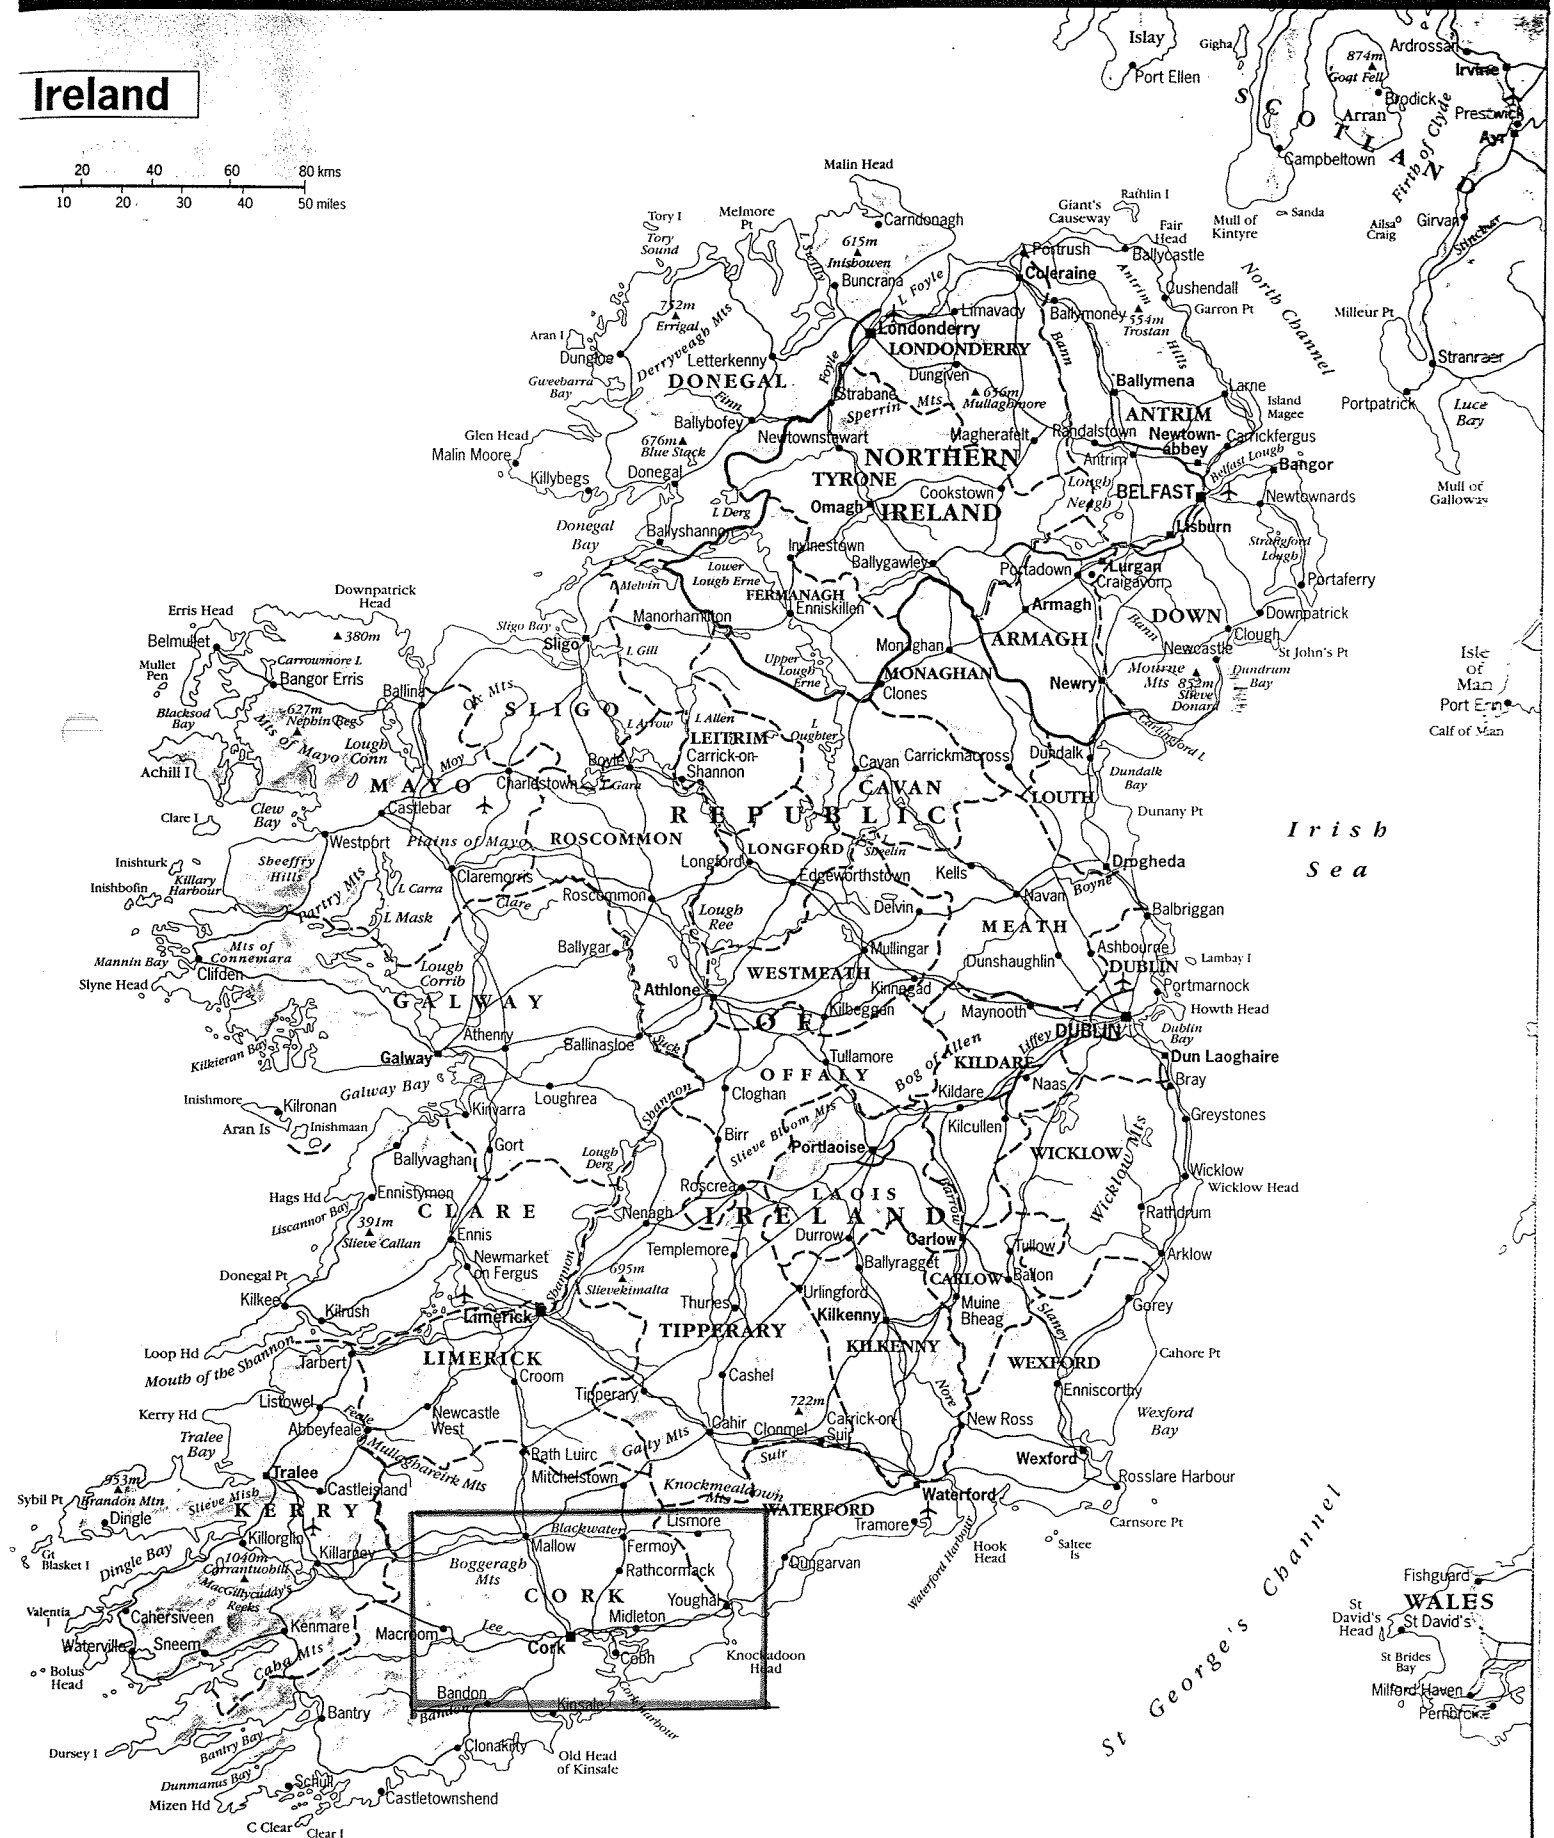 Ireland
20 40 60 80 kms
10 20 30 40 50 miles
Islay
Port Ellen
Gigha
874m
Goat Fell
Brodick
Arran
Ardrossan
Irvine
Prestwick
Ayr
SCOTLAND
Firth of Clyde
Campbeltown
Mull of
Kintyre
Sanda
Ailsa
Craig
Girvan
Stinchar
Malin Head
Carndonagh
615m
Inishowen
Buncrana
L Swilly
L Foyle
Melmore
Pt
Tory I
Tory
Sound
Giant's
Causeway
Rathlin I
Fair
Head
Portrush
Ballycastle
Coleraine
Cushendall
Garron Pt
Antrim Hills
554m
Trostan
North Channel
Milleur Pt
Stranraer
Portpatrick
Luce
Bay
Mull of
Galloway
752m
Errigal
Derryveagh Mts
Aran I
Dungloe
Gweebarra
Bay
Letterkenny
DONEGAL
Finn
Foyle
Limavady
Ballymoney
Londonderry
LONDONDERRY
Dungiven
Bann
Strabane
Sperrin Mts
Mullaghmore
Ballymena
ANTRIM
Larne
Island
Magee
Ballybofey
676m
Blue Stack
Newtownstewart
Magherafelt
Randalstown
Newtown-
abbey
Carrickfergus
Antrim
Belfast Lough
Bangor
Glen Head
Malin Moore
Killybegs
Donegal
NORTHERN
IRELAND
TYRONE
Omagh
Cookstown
Lough
Neagh
BELFAST
Newtownards
Lisburn
Strangford
Lough
Donegal
Bay
L Derg
Ballyshannon
Irvinestown
Ballygawley
Lower
Lough Erne
L Melvin
FERMANAGH
Enniskillen
Portadown
Lurgan
Craigavon
Portaferry
Armagh
ARMAGH
DOWN
Downpatrick
Clough
Newcastle
St John's Pt
Bann
Mourne
Mts
852m
Slieve
Donard
Dundrum
Bay
Newry
Carlingford L
Isle
of
Man
Port Erin
Calf of Man
Erris Head
Downpatrick
Head
Belmullet
380m
Sligo Bay
Sligo
Manorhamilton
L Gill
Monaghan
MONAGHAN
Clones
Upper
Lough
Erne
Mullet
Pen
Carrowmore L
Bangor Erris
Ballina
Ox Mts
SLIGO
L Arrow
L Allen
LEITRIM
L
Oughter
Blacksod
Bay
627m
Nephin Beg
Mts of Mayo
Lough
Conn
Achill I
MAYO
Moy
Charlestown
Boyle
L Gara
Carrick-on-
Shannon
Cavan
CAVAN
Carrickmacross
Dundalk
Dundalk
Bay
LOUTH
Dunany Pt
Castlebar
Clew
Bay
Clare I
Westport
Plains of Mayo
ROSCOMMON
REPUBLIC
LONGFORD
L
Sheelin
Longford
Edgeworthstown
Kells
Drogheda
Boyne
Navan
Irish
Sea
Inishturk
Killary
Harbour
Inishbofin
Sheeffry
Hills
Partry Mts
L Carra
L Mask
Claremorris
Clare
Roscommon
Lough
Ree
Delvin
MEATH
Balbriggan
Mts of
Connemara
Mannin Bay
Clifden
Slyne Head
Lough
Corrib
GALWAY
Ballygar
Mullingar
WESTMEATH
Dunshaughlin
Ashbourne
DUBLIN
Lambay I
Portmarnock
Athlone
Kinnegad
Kilbeggan
Maynooth
Howth Head
DUBLIN
Dublin
Bay
Dun Laoghaire
OF
Athenry
Ballinasloe
Suck
Kilkieran Bay
Galway
Galway Bay
Tullamore
OFFALY
Bog of Allen
Liffey
KILDARE
Naas
Bray
Inishmore
Kilronan
Aran Is
Inishmaan
Kinvarra
Loughrea
Shannon
Cloghan
Kildare
Kilcullen
Greystones
Ballyvaghan
Gort
Lough
Derg
Birr
Slieve Bloom Mts
Portlaoise
WICKLOW
Wicklow Mts
Wicklow
Wicklow Head
Hags Hd
Liscannor Bay
Ennistymon
CLARE
391m
Slieve Callan
Roscrea
LAOIS
IRELAND
Barrow
Rathdrum
Nenagh
Durrow
Carlow
Tullow
Arklow
Ennis
Newmarket
on Fergus
Templemore
Ballyragget
CARLOW
Ballon
Donegal Pt
Kilkee
Kilrush
Shannon
695m
Slievekimalta
Thurles
Urlingford
Kilkenny
Muine
Bheag
Slaney
Gorey
Limerick
TIPPERARY
KILKENNY
WEXFORD
Cahore Pt
Loop Hd
Mouth of the Shannon
Tarbert
LIMERICK
Croom
Cashel
Enniscorthy
Tipperary
722m
Nore
Kerry Hd
Listowel
Feale
Abbeyfeale
Newcastle
West
Tralee
Bay
Mullaghareirk Mts
Rath Luirc
Galty Mts
Cahir
Clonmel
Carrick-on-
Suir
Suir
New Ross
Wexford
Bay
Wexford
Rosslare Harbour
953m
Brandon Mtn
Sybil Pt
Dingle
Tralee
Slieve Mish
Castleisland
KERRY
Mitchelstown
Knockmealdown
Mts
WATERFORD
Waterford
Tramore
Waterford Harbour
Hook
Head
Saltee
Is
Carnsore Pt
Gt
Blasket I
Dingle Bay
Killorglin
1040m
Carrantuohill
MacGillycuddy's
Reeks
Killarney
Blackwater
Lismore
Mallow
Fermoy
Dungarvan
Boggeragh
Mts
Rathcormack
CORK
Youghal
Valentia
I
Cahersiveen
Waterville
Sneem
Kenmare
Caha Mts
Macroom
Lee
Midleton
Cork
Cobh
Knockadoon
Head
Bolus
Head
Bandon
Bandon
Kinsale
Cork Harbour
Bantry
Dursey I
Bantry Bay
Clonakilty
Old Head
of Kinsale
Dunmanus Bay
Mizen Hd
Schull
Castletownshend
C Clear
Clear I
St George's Channel
Fishguard
WALES
St
David's
Head
St David's
St Brides
Bay
Milford Haven
Pembroke